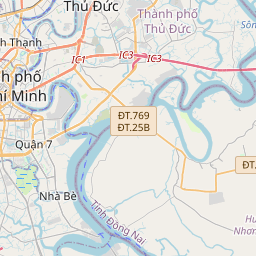 Thủ Đức
Thành phố
Thủ Đức
Thạnh
IC3
IC1
IC3
phố
Minh
ĐT.769
ĐT.25B
Quận 7
Nhà Bè
Tỉnh Đồng Nai